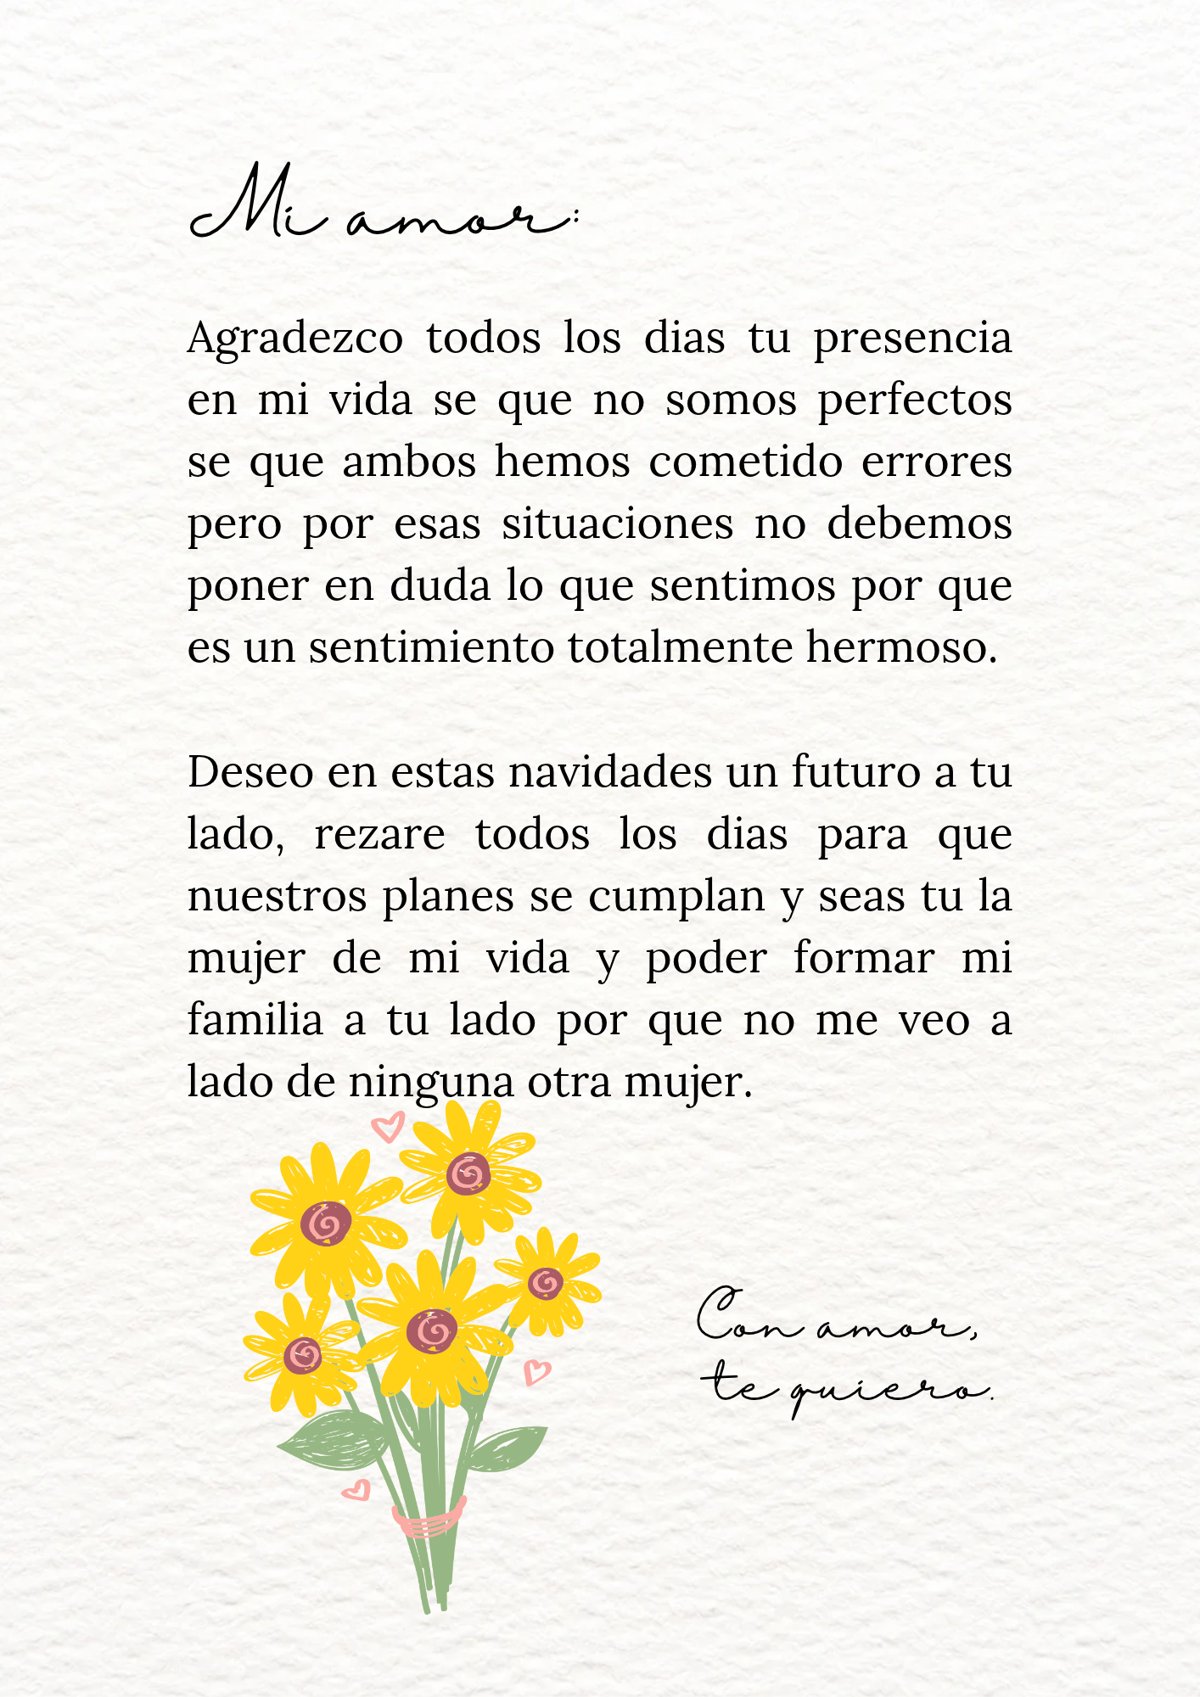 Mi amor:
Agradezco todos los dias tu presencia
en mi vida se que no somos perfectos
se que ambos hemos cometido errores
pero por esas situaciones no debemos
poner en duda lo que sentimos por que
es un sentimiento totalmente hermoso.
Deseo en estas navidades un futuro a tu
lado, rezare todos los dias para que
nuestros planes se cumplan y seas tu la
mujer de mi vida y poder formar mi
familia a tu lado por que no me veo a
lado de ninguna otra mujer.
Con amor,
te quiero.